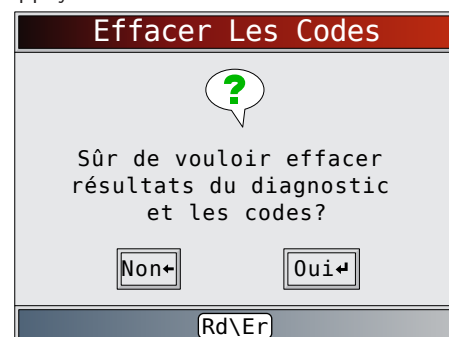 Effacer Les Codes
?
Sûr de vouloir effacer
résultats du diagnostic
et les codes?
Non← Oui↵
Rd\Er